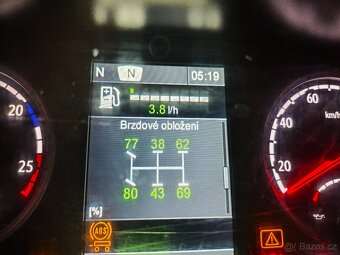 N N 05:19
3.8 l/h
Brzdové obložení
77 38 62
80 43 69
[%]
ABS
20
25
60
40
20
km/h
Bazoš.cz